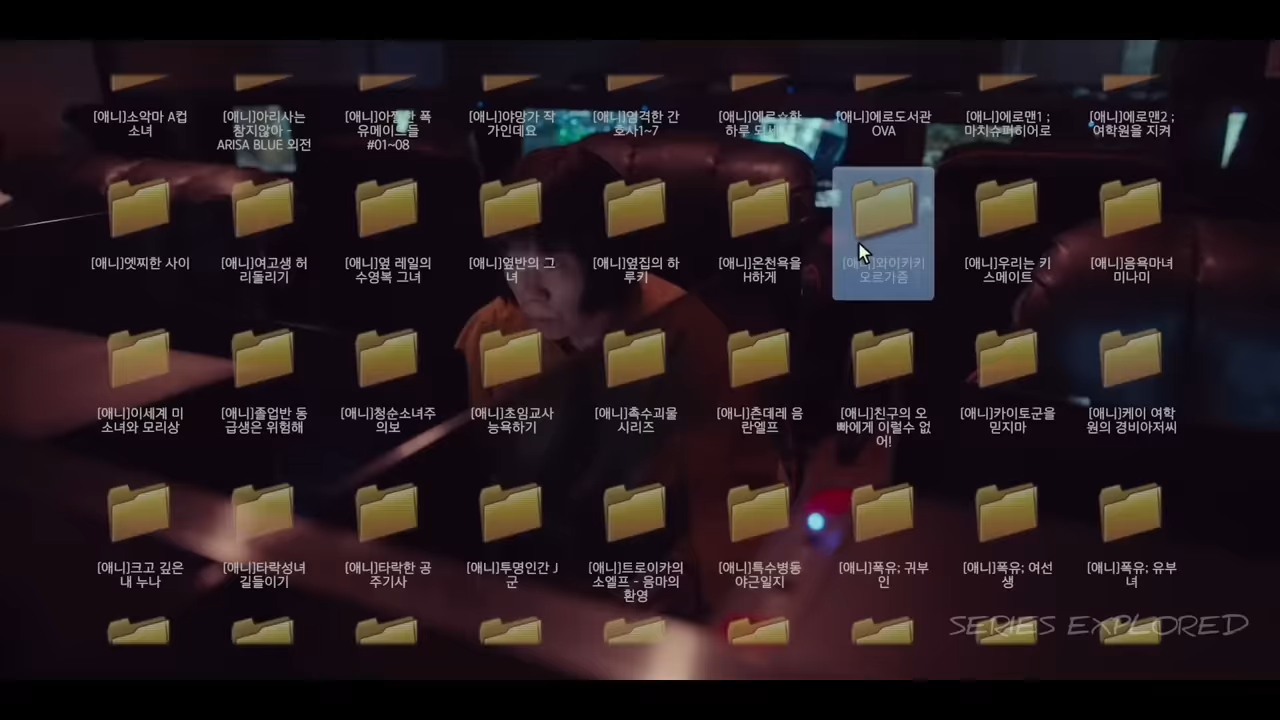 [애니]소악마 A컵
소녀
[애니]아리사는
참지않아 -
ARISA BLUE 외전
유메이드들
#01~08
[애니]야망가 작
가인데요
[애니]엄격한 간
호사1~7
[애니]에로☆한
하루
[애니]에로도서관
OVA
[애니]에로맨1 ;
마치슈퍼히어로
[애니]에로맨2 ;
여학원을 지켜
[애니]엣찌한 사이
[애니]여고생 허
리돌리기
[애니]옆 레일의
수영복 그녀
[애니]옆반의 그
녀
[애니]옆집의 하
루키
[애니]온천욕을
H하게
[애니]와이키키
오르가즘
[애니]우리는 키
스메이트
[애니]음욕마녀
미나미
[애니]이세계 미
소녀와 모리상
[애니]졸업반 동
급생은 위험해
[애니]청순소녀주
의보
[애니]초임교사
능욕하기
[애니]촉수괴물
시리즈
[애니]츤데레 음
란엘프
[애니]친구의 오
빠에게 이럴수 없
어!
[애니]카이토군을
믿지마
[애니]케이 여학
원의 경비아저씨
[애니]크고 깊은
내 누나
[애니]타락성녀
길들이기
[애니]타락한 공
주기사
[애니]투명인간 J
군
[애니]트로이카의
소엘프 - 음마의
환영
[애니]특수병동
야근일지
[애니]폭유; 귀부
인
[애니]폭유; 여선
생
[애니]폭유; 유부
녀
SERIES EXPLORED